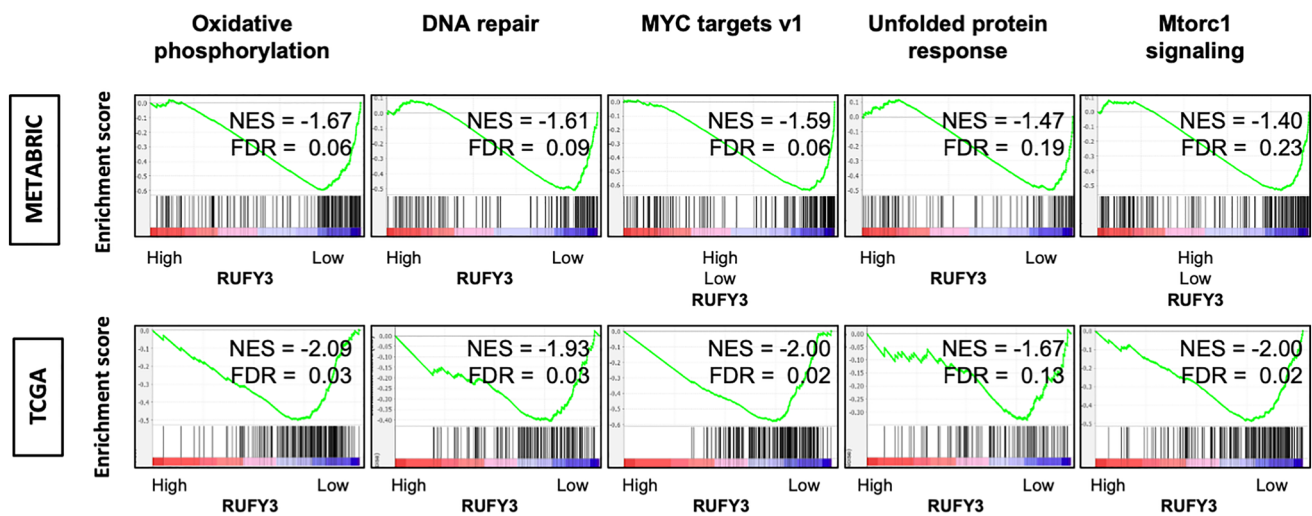 Oxidative
phosphorylation
DNA repair
MYC targets v1
Unfolded protein
response
Mtorc1
signaling
METABRIC
Enrichment score
NES = -1.67
FDR = 0.06
NES = -1.61
FDR = 0.09
NES = -1.59
FDR = 0.06
NES = -1.47
FDR = 0.19
NES = -1.40
FDR = 0.23
High Low
RUFY3
High Low
RUFY3
High
Low
RUFY3
High Low
RUFY3
High
Low
RUFY3
TCGA
Enrichment score
NES = -2.09
FDR = 0.03
NES = -1.93
FDR = 0.03
NES = -2.00
FDR = 0.02
NES = -1.67
FDR = 0.13
NES = -2.00
FDR = 0.02
High Low
RUFY3
High Low
RUFY3
High Low
RUFY3
High Low
RUFY3
High Low
RUFY3